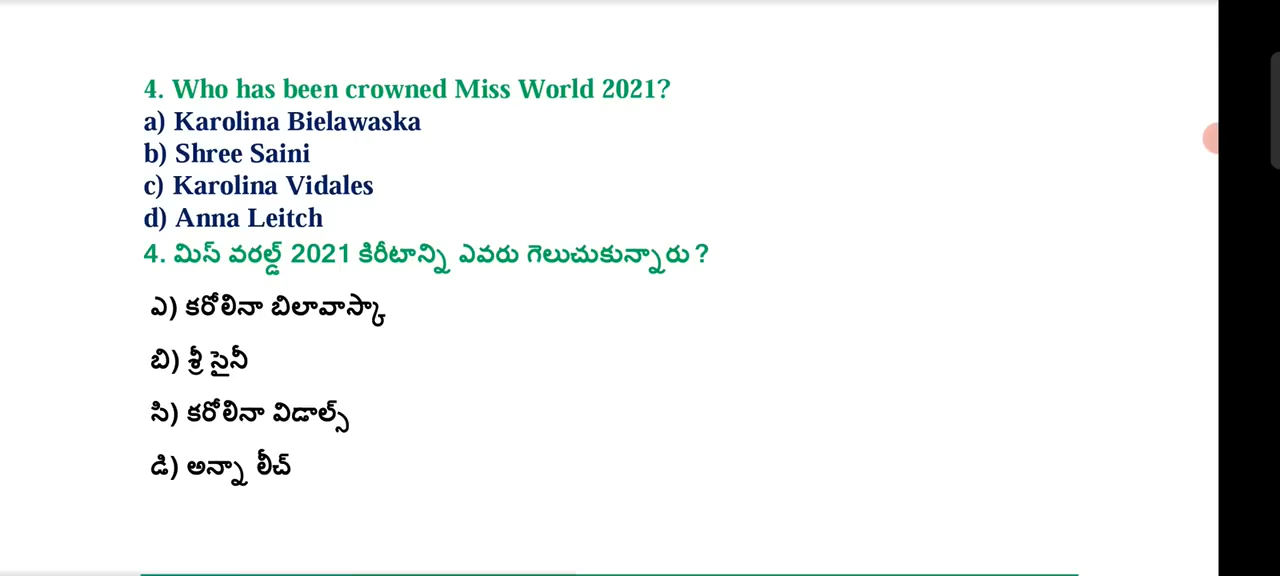 4. Who has been crowned Miss World 2021?
a) Karolina Bielawaska
b) Shree Saini
c) Karolina Vidales
d) Anna Leitch
4. మిస్ వరల్డ్ 2021 కిరీటాన్ని ఎవరు గెలుచుకున్నారు?
ఎ) కరోలినా బిలావాస్కా
బి) శ్రీ సైనీ
సి) కరోలినా విడాల్స్
డి) అన్నా లీచ్